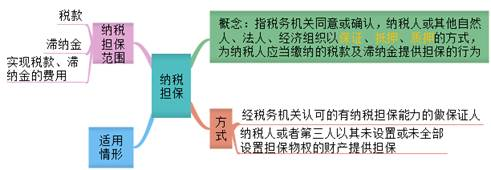 税款
滞纳金
实现税款、滞
纳金的费用
纳税
担保
范围
纳税
担保
适用
情形
概念：指税务机关同意或确认，纳税人或其他自然
人、法人、经济组织以保证、抵押、质押的方式，
为纳税人应当缴纳的税款及滞纳金提供担保的行为
方
式
经税务机关认可的有纳税担保能力的做保证人
纳税人或者第三人以其未设置或未全部
设置担保物权的财产提供担保